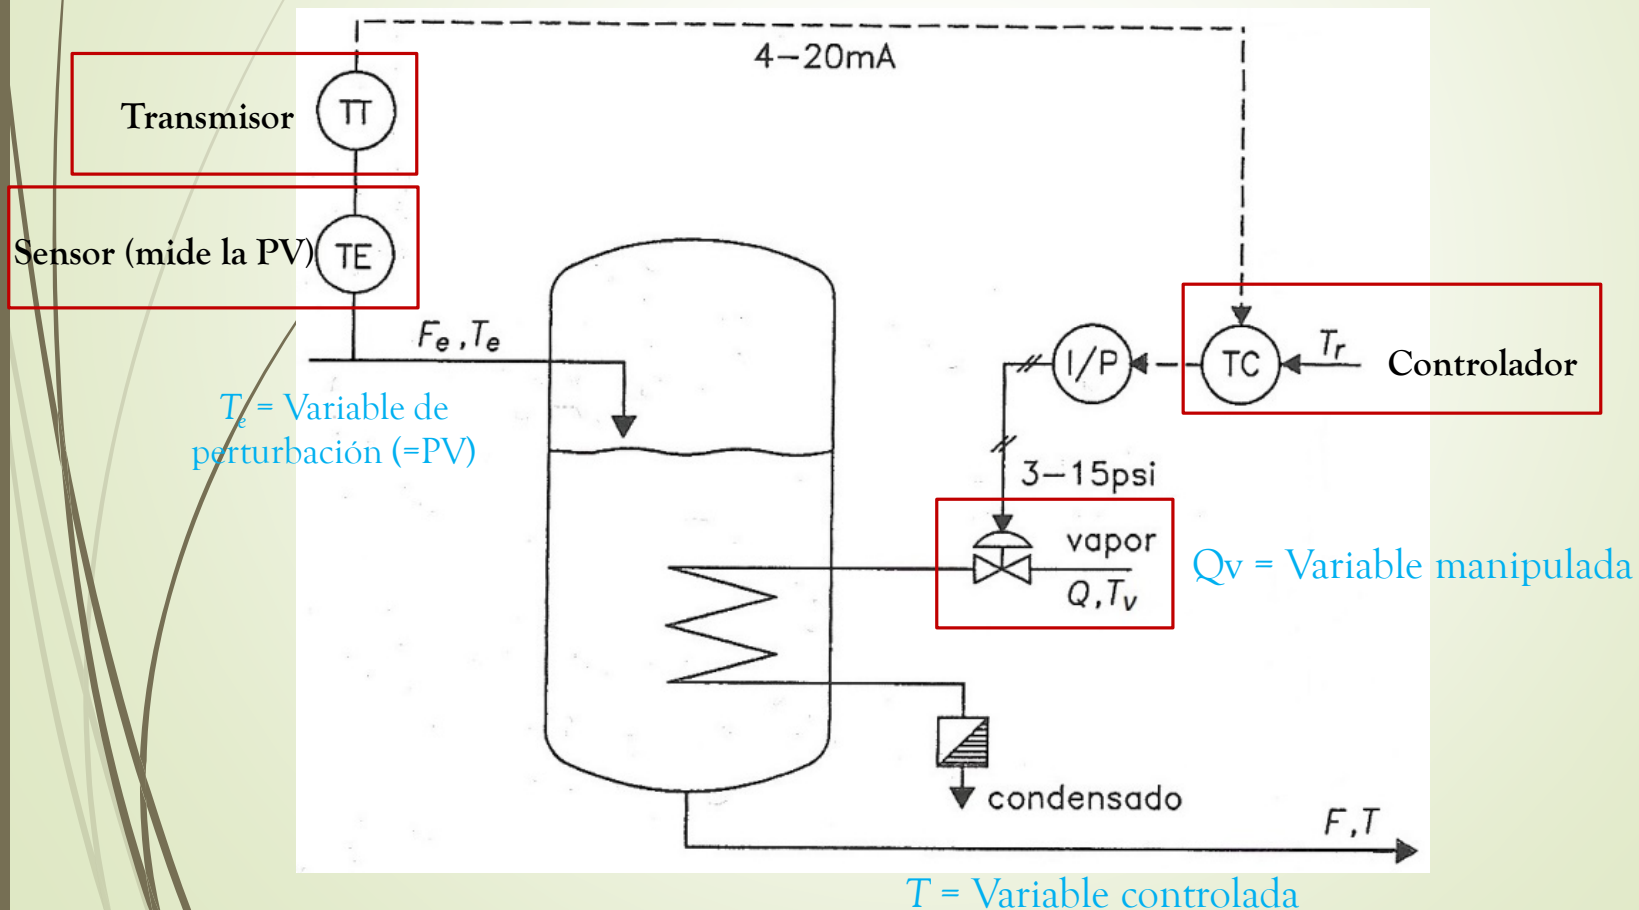 4-20mA
Transmisor
TT
Sensor (mide la PV)
TE
Fe,Te
Te = Variable de
perturbación (=PV)
I/P
TC
Tr
Controlador
3-15psi
vapor
Q,Tv
Qv = Variable manipulada
condensado
F,T
T = Variable controlada